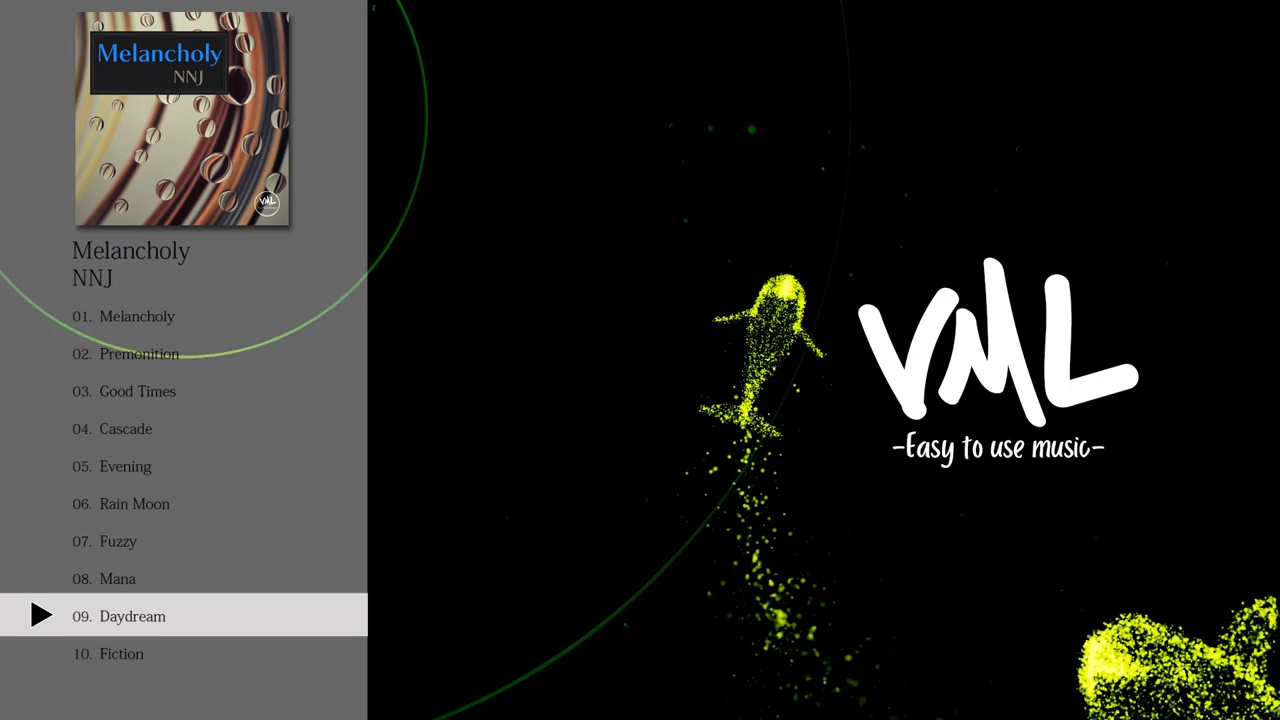 Melancholy
NNJ
VML
Melancholy
NNJ
01. Melancholy
02. Premonition
03. Good Times
04. Cascade
05. Evening
06. Rain Moon
07. Fuzzy
08. Mana
09. Daydream
10. Fiction
VML
-Easy to use music-